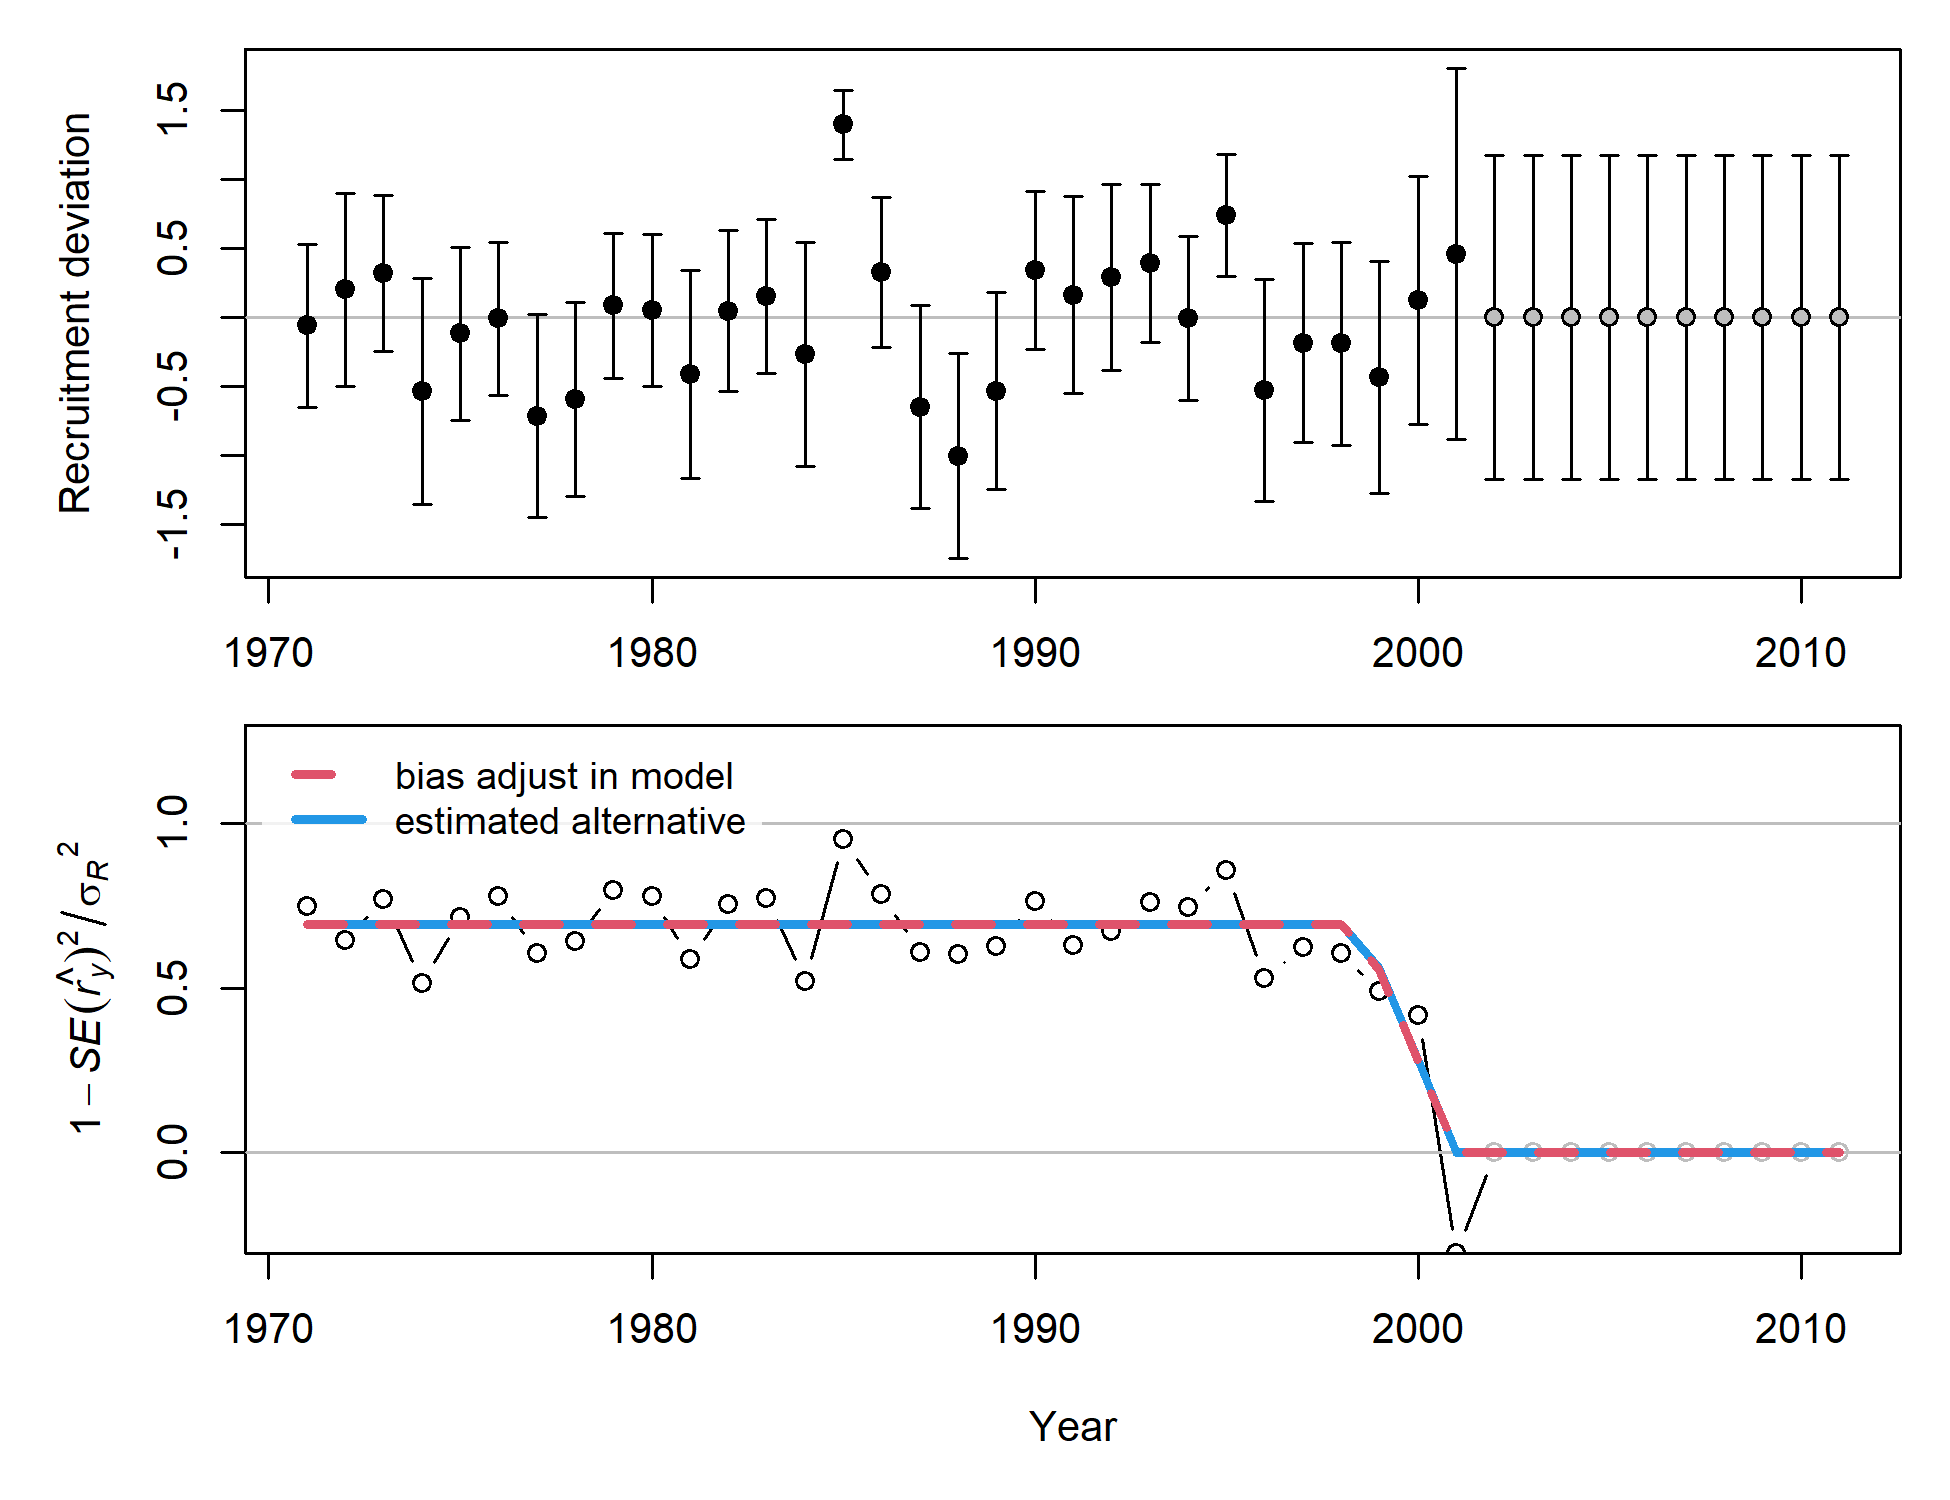 Recruitment deviation
1.5
0.5
-0.5
-1.5
1970 1980 1990 2000 2010
bias adjust in model
estimated alternative
1 − SE(r̂y)² / σR²
1.0
0.5
0.0
1970 1980 1990 2000 2010
Year